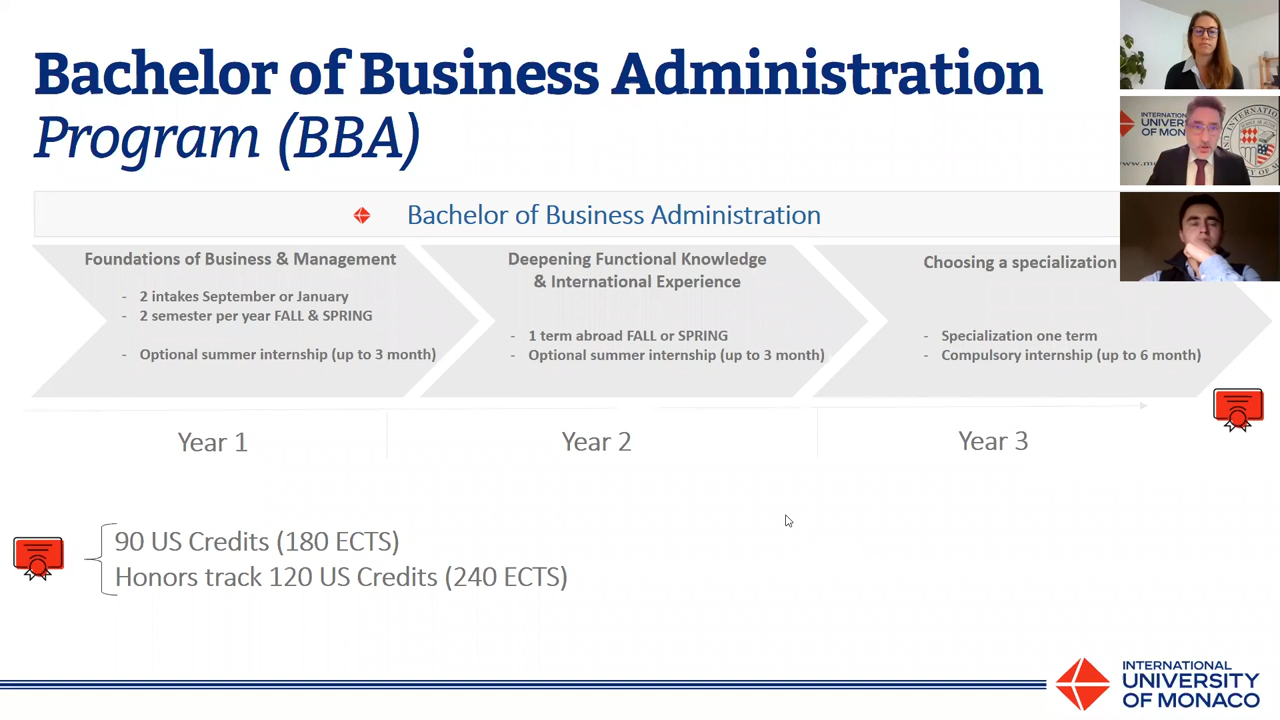 Bachelor of Business Administration
Program (BBA)
Bachelor of Business Administration
Foundations of Business & Management
- 2 intakes September or January
- 2 semester per year FALL & SPRING
- Optional summer internship (up to 3 month)
Deepening Functional Knowledge
& International Experience
- 1 term abroad FALL or SPRING
- Optional summer internship (up to 3 month)
Choosing a specialization
- Specialization one term
- Compulsory internship (up to 6 month)
Year 1
Year 2
Year 3
90 US Credits (180 ECTS)
Honors track 120 US Credits (240 ECTS)
INTERNATIONAL
UNIVERSITY
OF MONACO